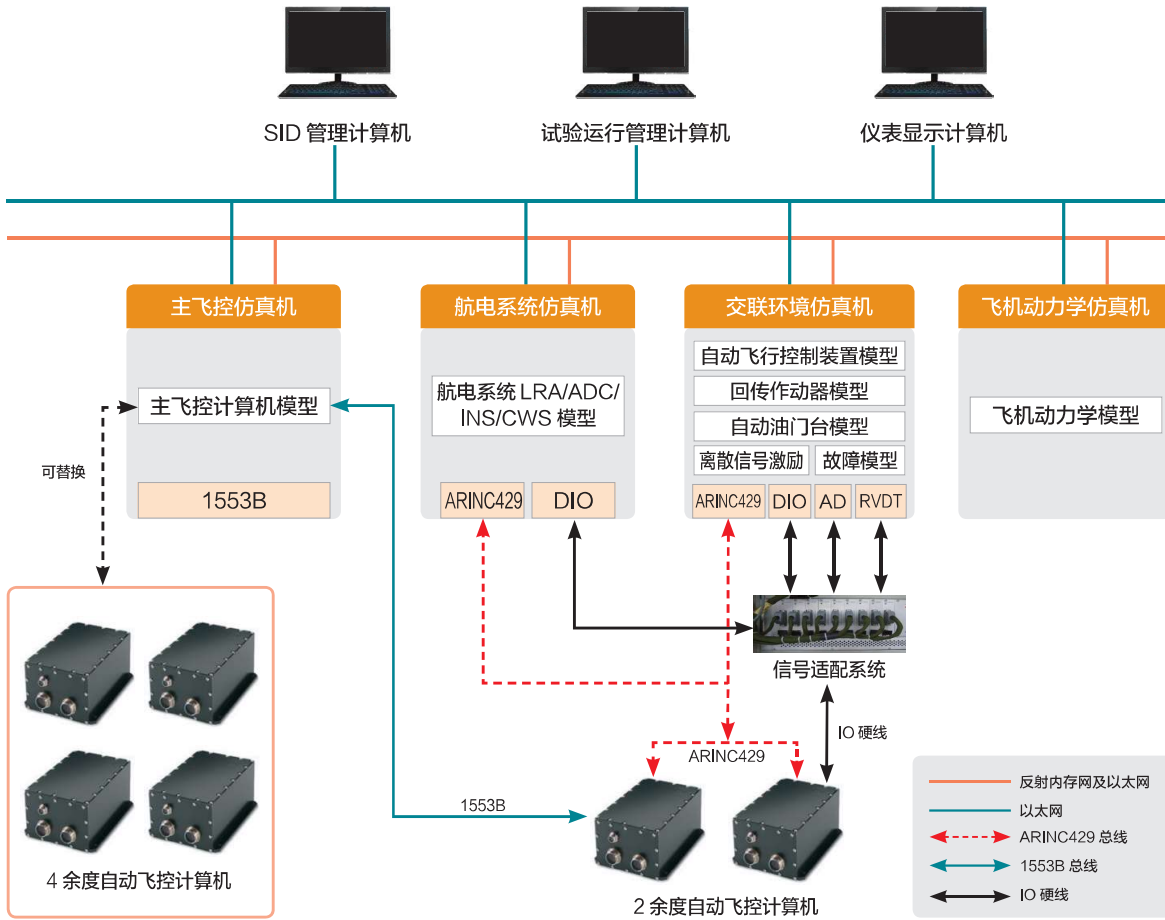 SID 管理计算机
试验运行管理计算机
仪表显示计算机
主飞控仿真机
航电系统仿真机
交联环境仿真机
飞机动力学仿真机
主飞控计算机模型
1553B
航电系统 LRA/ADC/
INS/CWS 模型
ARINC429
DIO
自动飞行控制装置模型
回传作动器模型
自动油门台模型
离散信号激励
故障模型
ARINC429
DIO
AD
RVDT
飞机动力学模型
可替换
信号适配系统
IO 硬线
ARINC429
1553B
4 余度自动飞控计算机
2 余度自动飞控计算机
反射内存网及以太网
以太网
ARINC429 总线
1553B 总线
IO 硬线